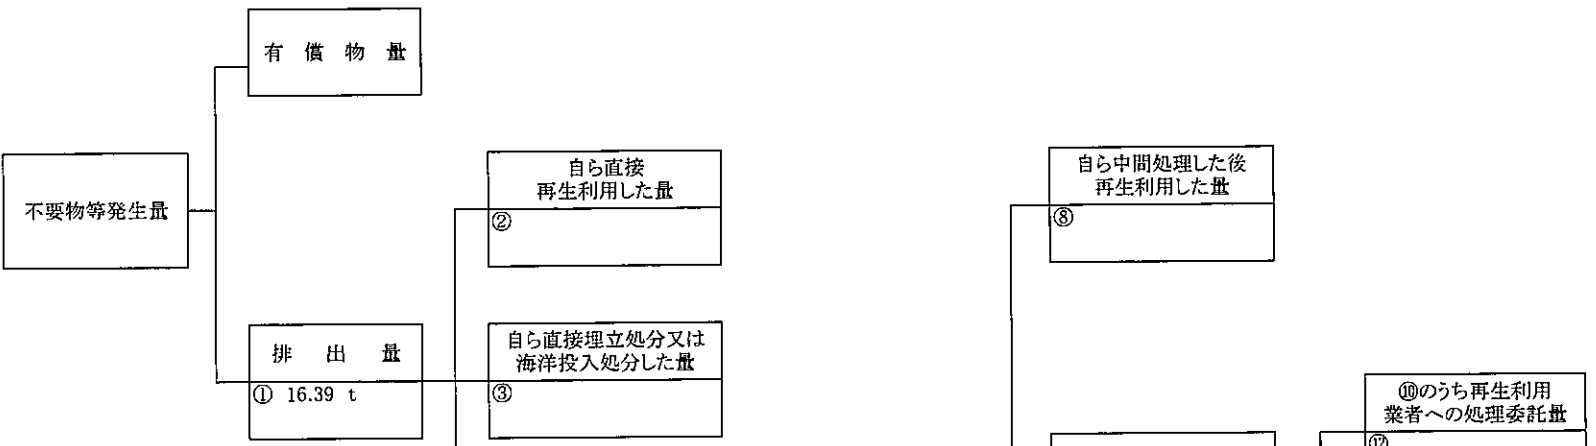 有償物量
不要物等発生量
自ら直接
再生利用した量
②
自ら中間処理した後
再生利用した量
⑧
排出量
① 16.39 t
自ら直接埋立処分又は
海洋投入処分した量
③
⑩のうち再生利用
業者への処理委託量
⑫